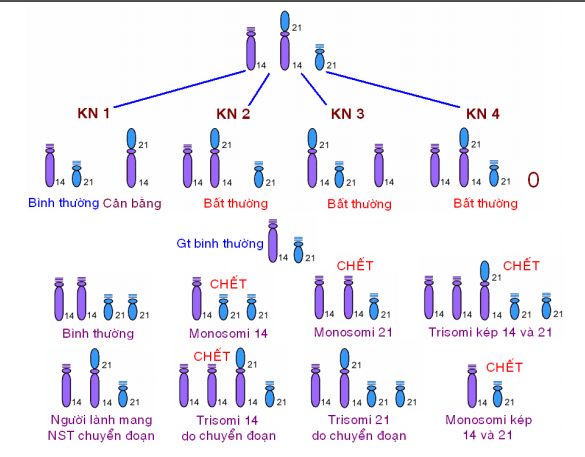 21
14 14 21
KN 1 KN 2 KN 3 KN 4
21 21 21 21
14 21 14 14 14 21 14 21 14 14 14 21 O
Bình thường Cân bằng Bất thường Bất thường Bất thường
Gt bình thường
14 21
CHẾT CHẾT CHẾT
21
14 14 21 21 14 21 21 14 14 21 14 14 14 21 21
Bình thường Monosomi 14 Monosomi 21 Trisomi kép 14 và 21
CHẾT CHẾT
21 21 21
14 14 21 14 14 14 21 14 14 21 21 14 21
Người lành mang Trisomi 14 Trisomi 21 Monosomi kép
NST chuyển đoạn do chuyển đoạn do chuyển đoạn 14 và 21